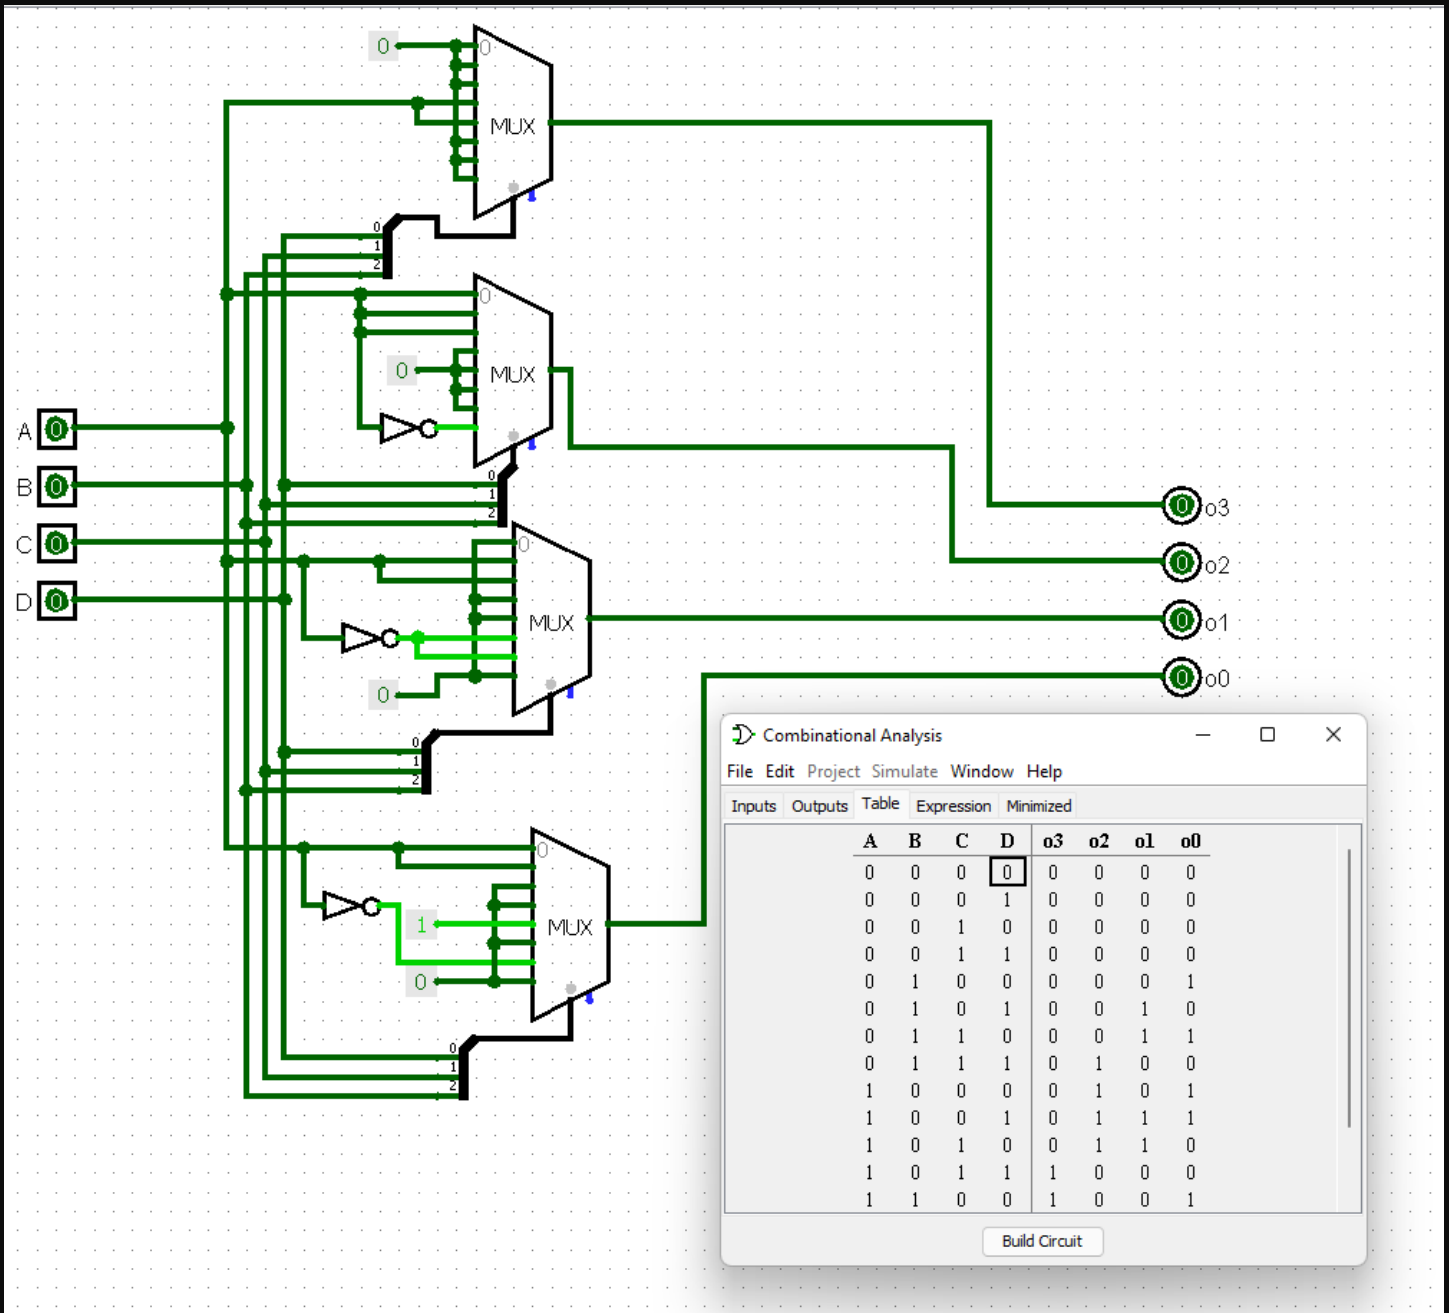 0
0
MUX
0
1
2
0
0
MUX
A 0
B 0
0
1
2
C 0
D 0
0
MUX
0
0
1
2
0
1
0
MUX
0
1
2
0 o3
0 o2
0 o1
0 o0
Combinational Analysis
File Edit Project Simulate Window Help
Inputs Outputs Table Expression Minimized
A B C D o3 o2 o1 o0
0 0 0 0 0 0 0 0
0 0 0 1 0 0 0 0
0 0 1 0 0 0 0 0
0 0 1 1 0 0 0 0
0 1 0 0 0 0 0 1
0 1 0 1 0 0 1 0
0 1 1 0 0 0 1 1
0 1 1 1 0 1 0 0
1 0 0 0 0 1 0 1
1 0 0 1 0 1 1 1
1 0 1 0 0 1 1 0
1 0 1 1 1 0 0 0
1 1 0 0 1 0 0 1
Build Circuit